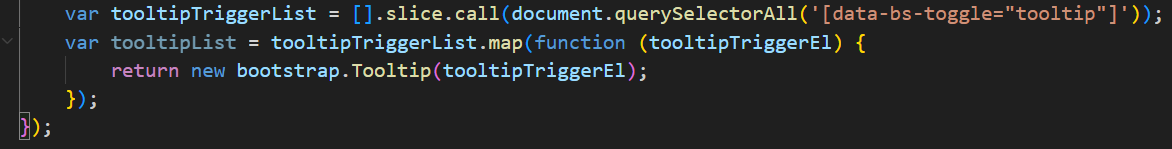 var tooltipTriggerList = [].slice.call(document.querySelectorAll('[data-bs-toggle="tooltip"]'));
var tooltipList = tooltipTriggerList.map(function (tooltipTriggerEl) {
return new bootstrap.Tooltip(tooltipTriggerEl);
});
});